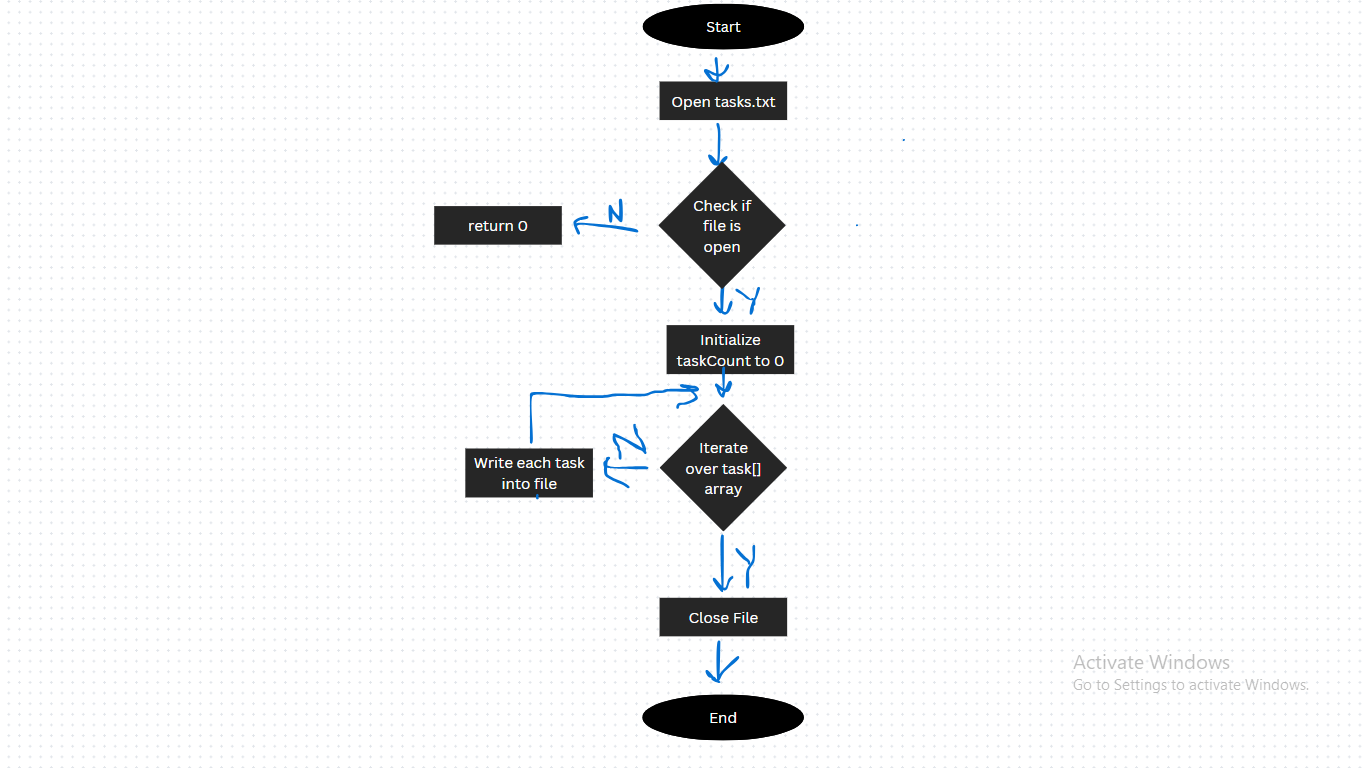 Start
Open tasks.txt
Check if
file is
open
N
return 0
Y
Initialize
taskCount to 0
Iterate
over task[]
array
N
Write each task
into file
Y
Close File
End
Activate Windows
Go to Settings to activate Windows.